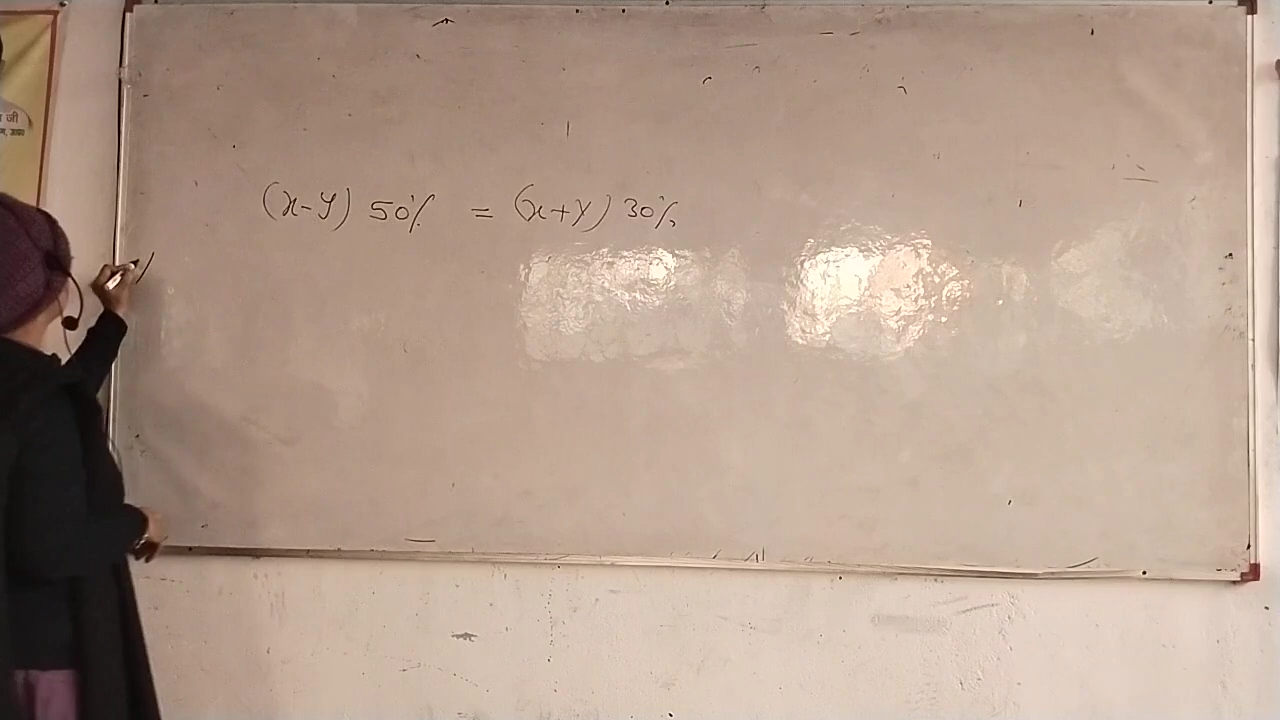 जी
(x-y) 50% = (x+y) 30%